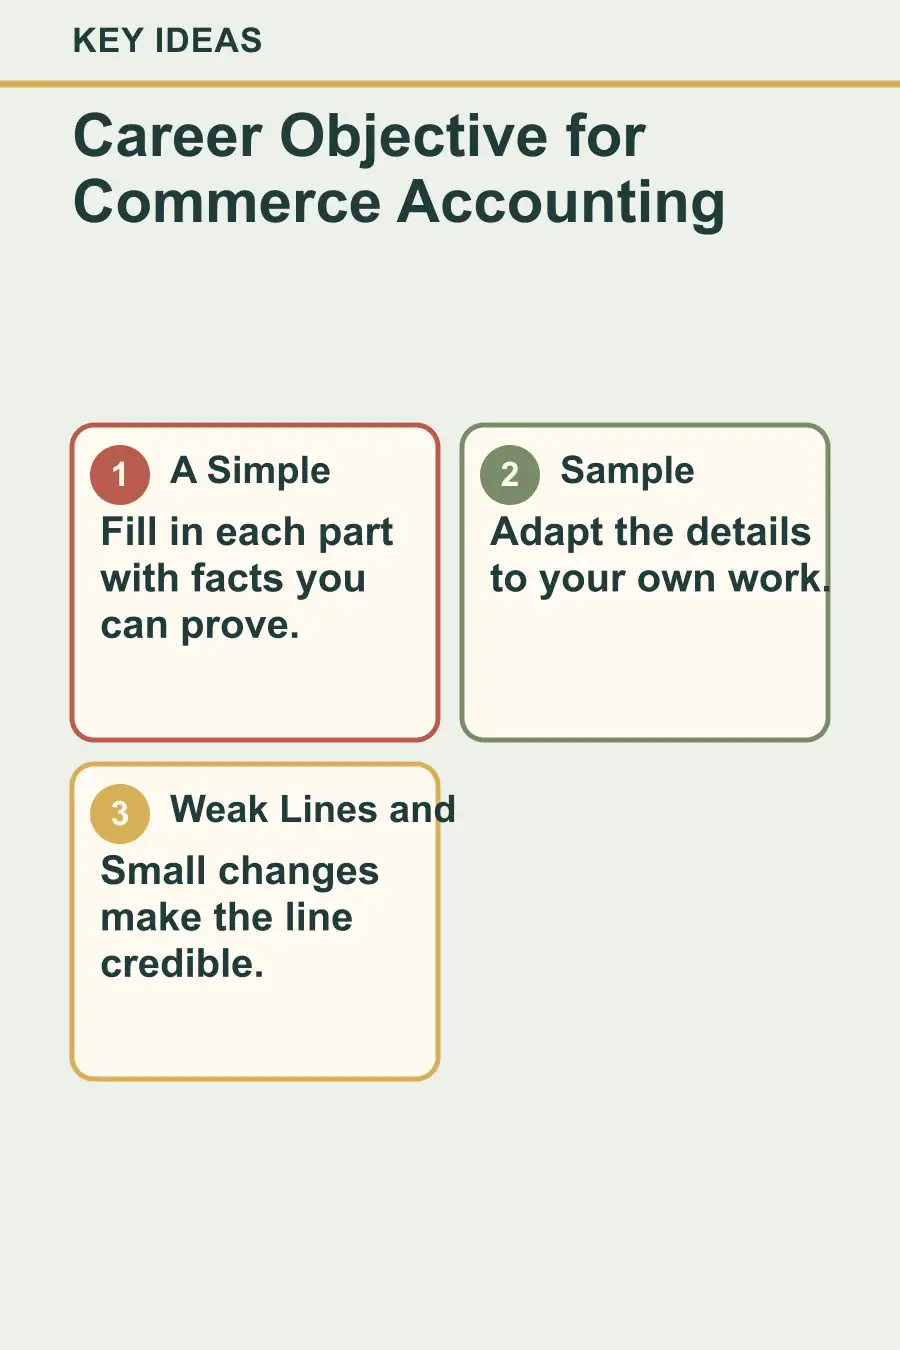 KEY IDEAS
Career Objective for
Commerce Accounting
1 A Simple
Fill in each part
with facts you
can prove.
2 Sample
Adapt the details
to your own work.
3 Weak Lines and
Small changes
make the line
credible.